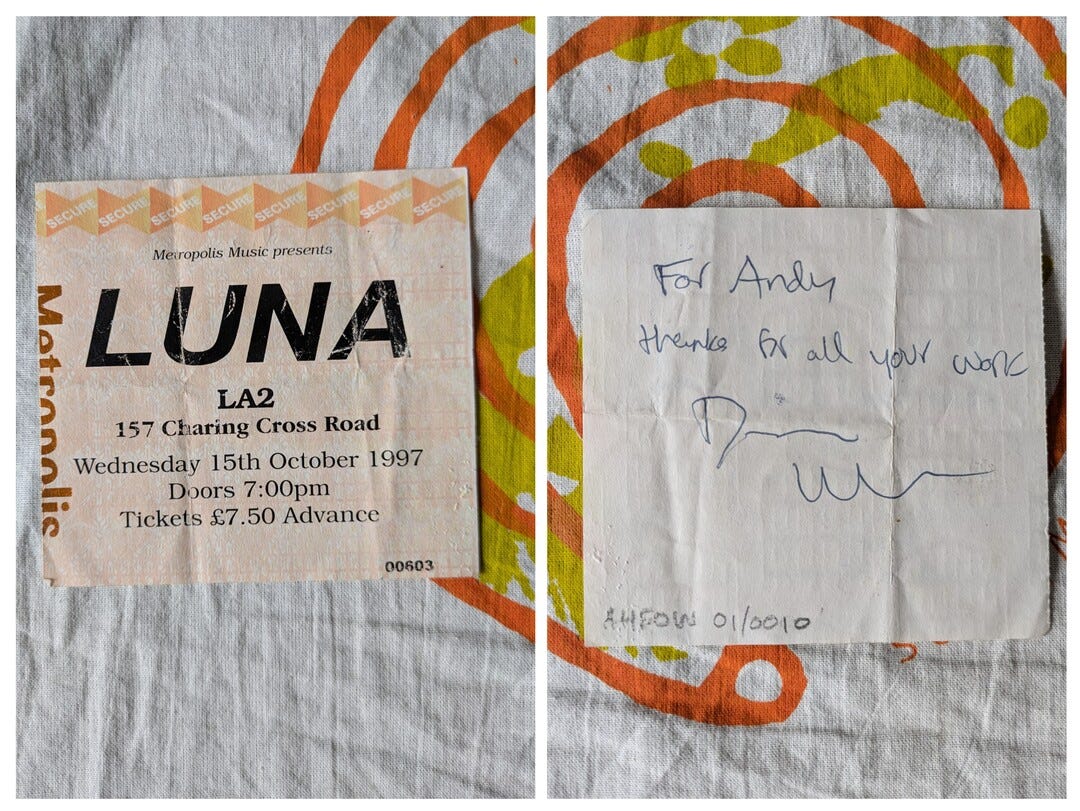 SECURE SECURE SECURE SECURE SECURE SECURE SECURE SECURE
Metropolis Music presents
Metropolis
LUNA
LA2
157 Charing Cross Road
Wednesday 15th October 1997
Doors 7:00pm
Tickets £7.50 Advance
00603
For Andy
thanks for all your work
AHFOW 01/0010